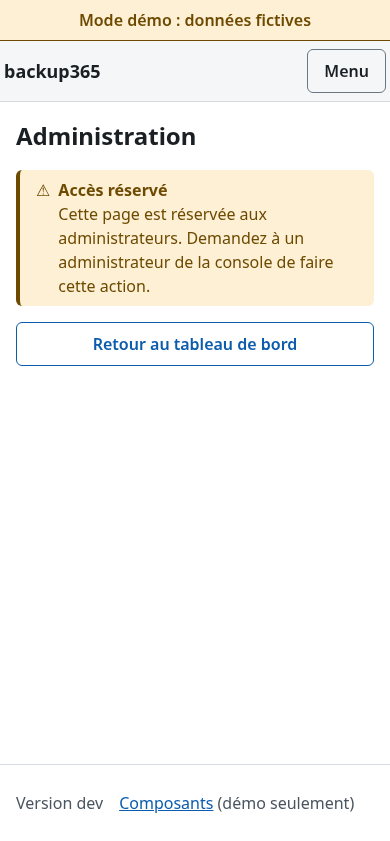 Mode démo : données fictives
backup365
Menu
Administration
⚠ Accès réservé
Cette page est réservée aux
administrateurs. Demandez à un
administrateur de la console de faire
cette action.
Retour au tableau de bord
Version dev Composants (démo seulement)